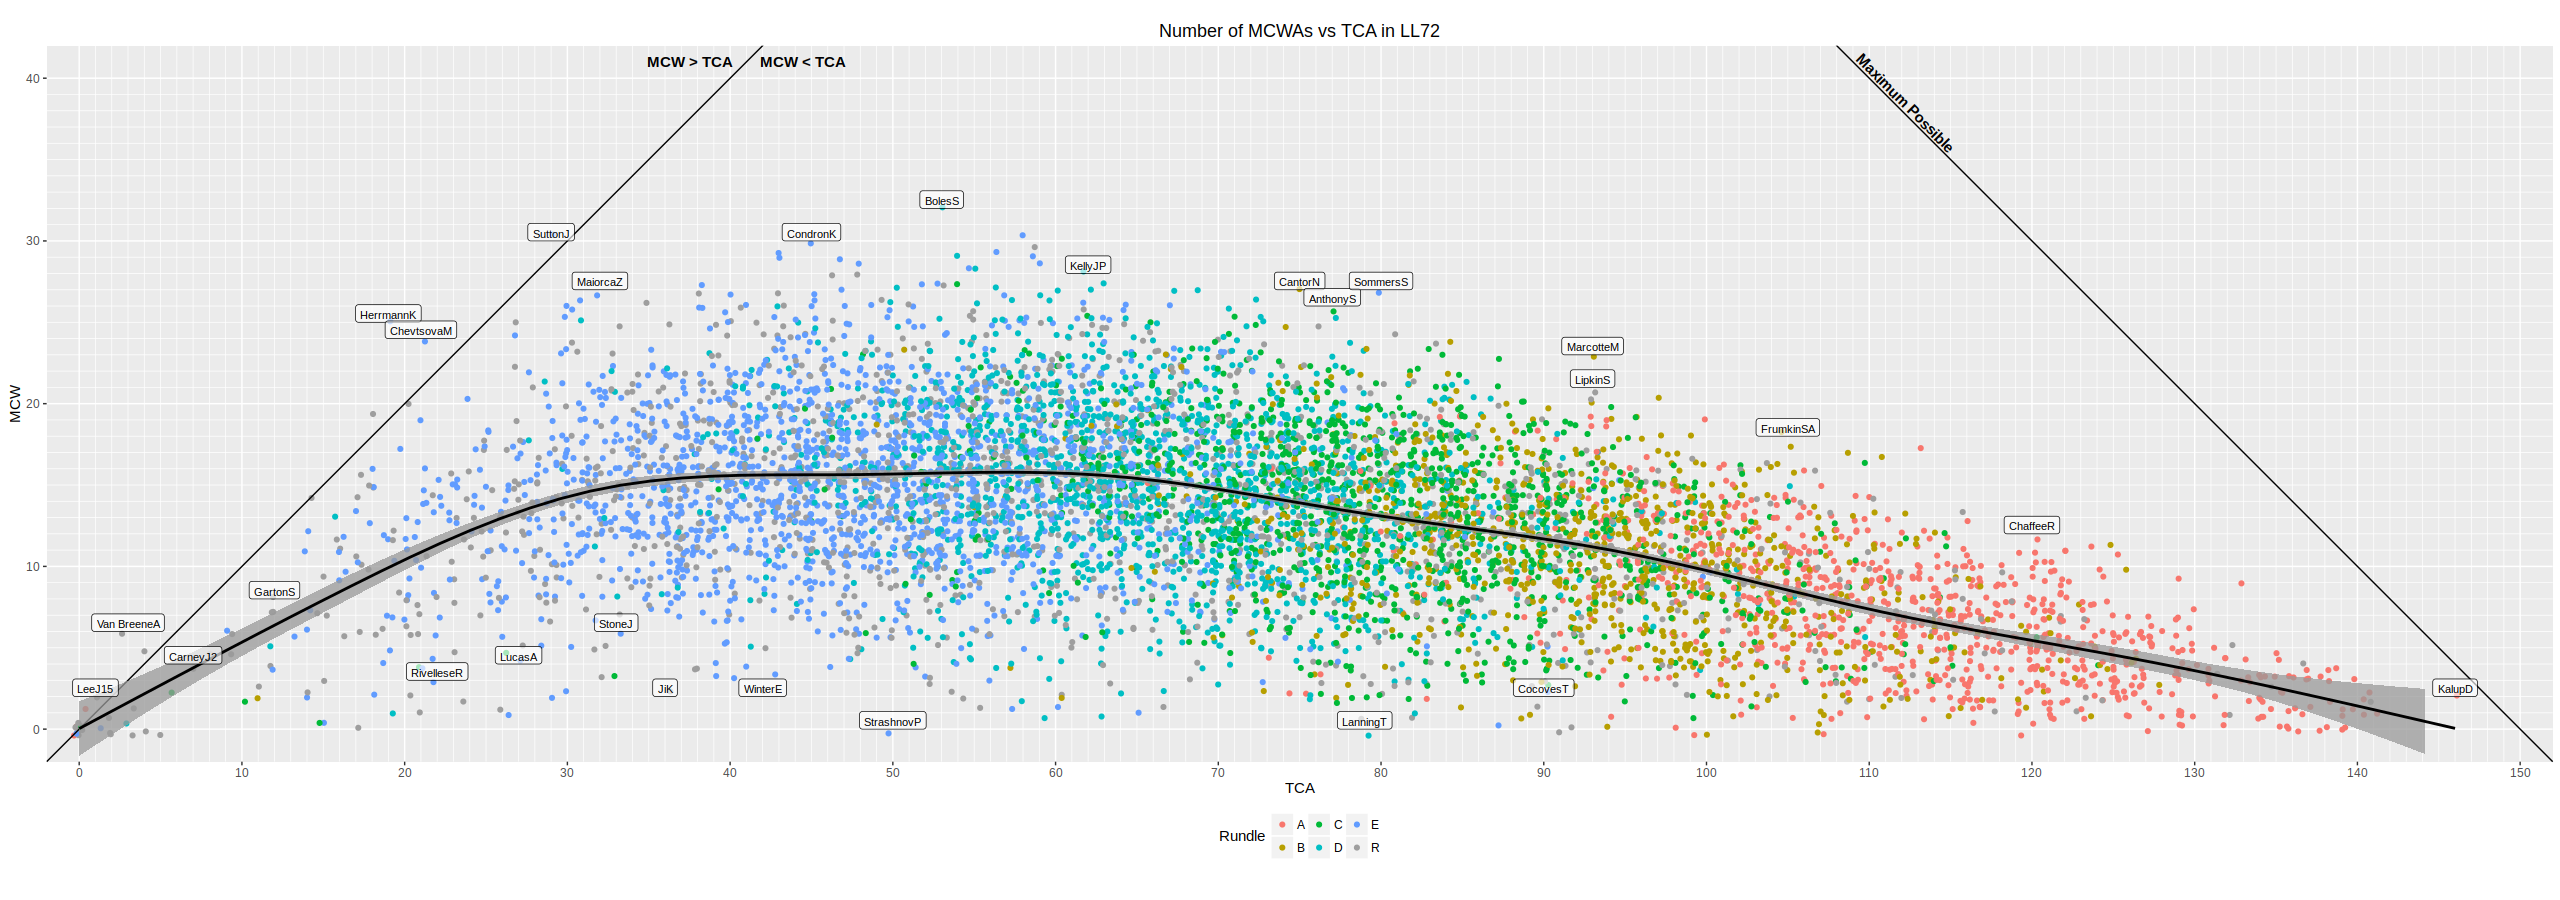 Number of MCWAs vs TCA in LL72
MCW > TCA
MCW < TCA
Maximum Possible
MCW
40
30
20
10
0
BolesS
SuttonJ
CondronK
KellyJP
MaiorcaZ
CantorN
SommersS
AnthonyS
HerrmannK
ChevtsovaM
MarcotteM
LipkinS
FrumkinSA
ChaffeeR
GartonS
Van BreeneA
StoneJ
CarneyJ2
LucasA
RivelleseR
LeeJ15
JiK
WinterE
CocovesT
KalupD
StrashnovP
LanningT
0 10 20 30 40 50 60 70 80 90 100 110 120 130 140 150
TCA
Rundle
A C E
B D R